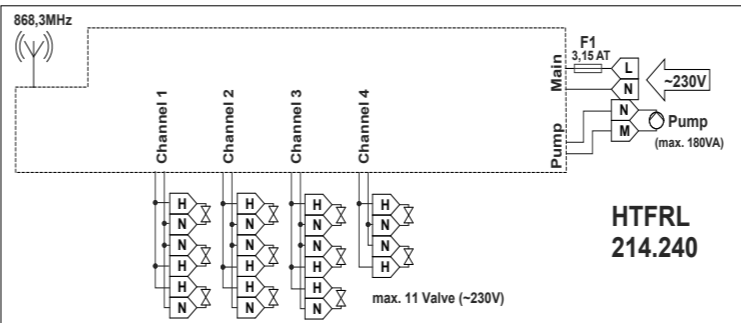 868,3MHz
F1
3,15 AT
Main
L
N
~230V
N
M
Pump
(max. 180VA)
Pump
Channel 1
Channel 2
Channel 3
Channel 4
H
N
N
H
H
N
H
N
N
H
H
N
H
N
N
H
H
N
H
N
N
H
max. 11 Valve (~230V)
HTFRL
214.240